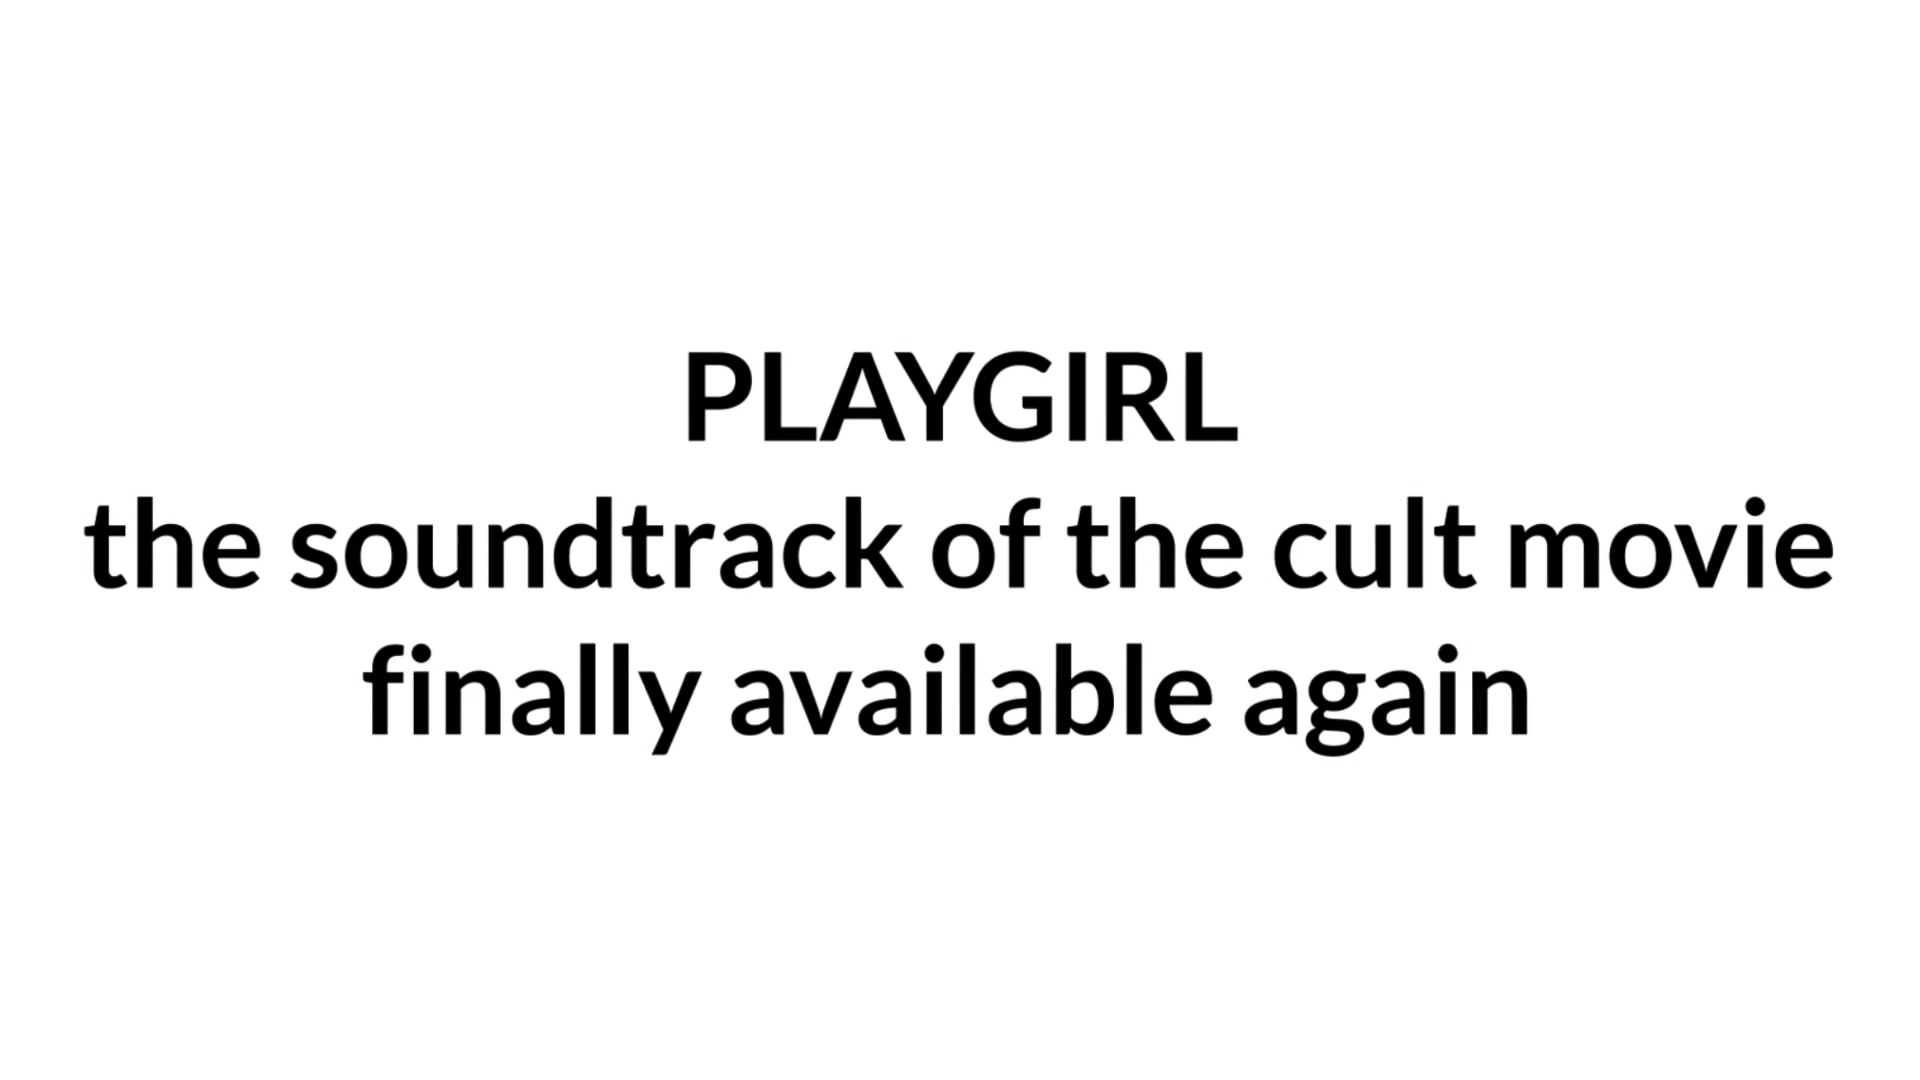 PLAYGIRL
the soundtrack of the cult movie
finally available again